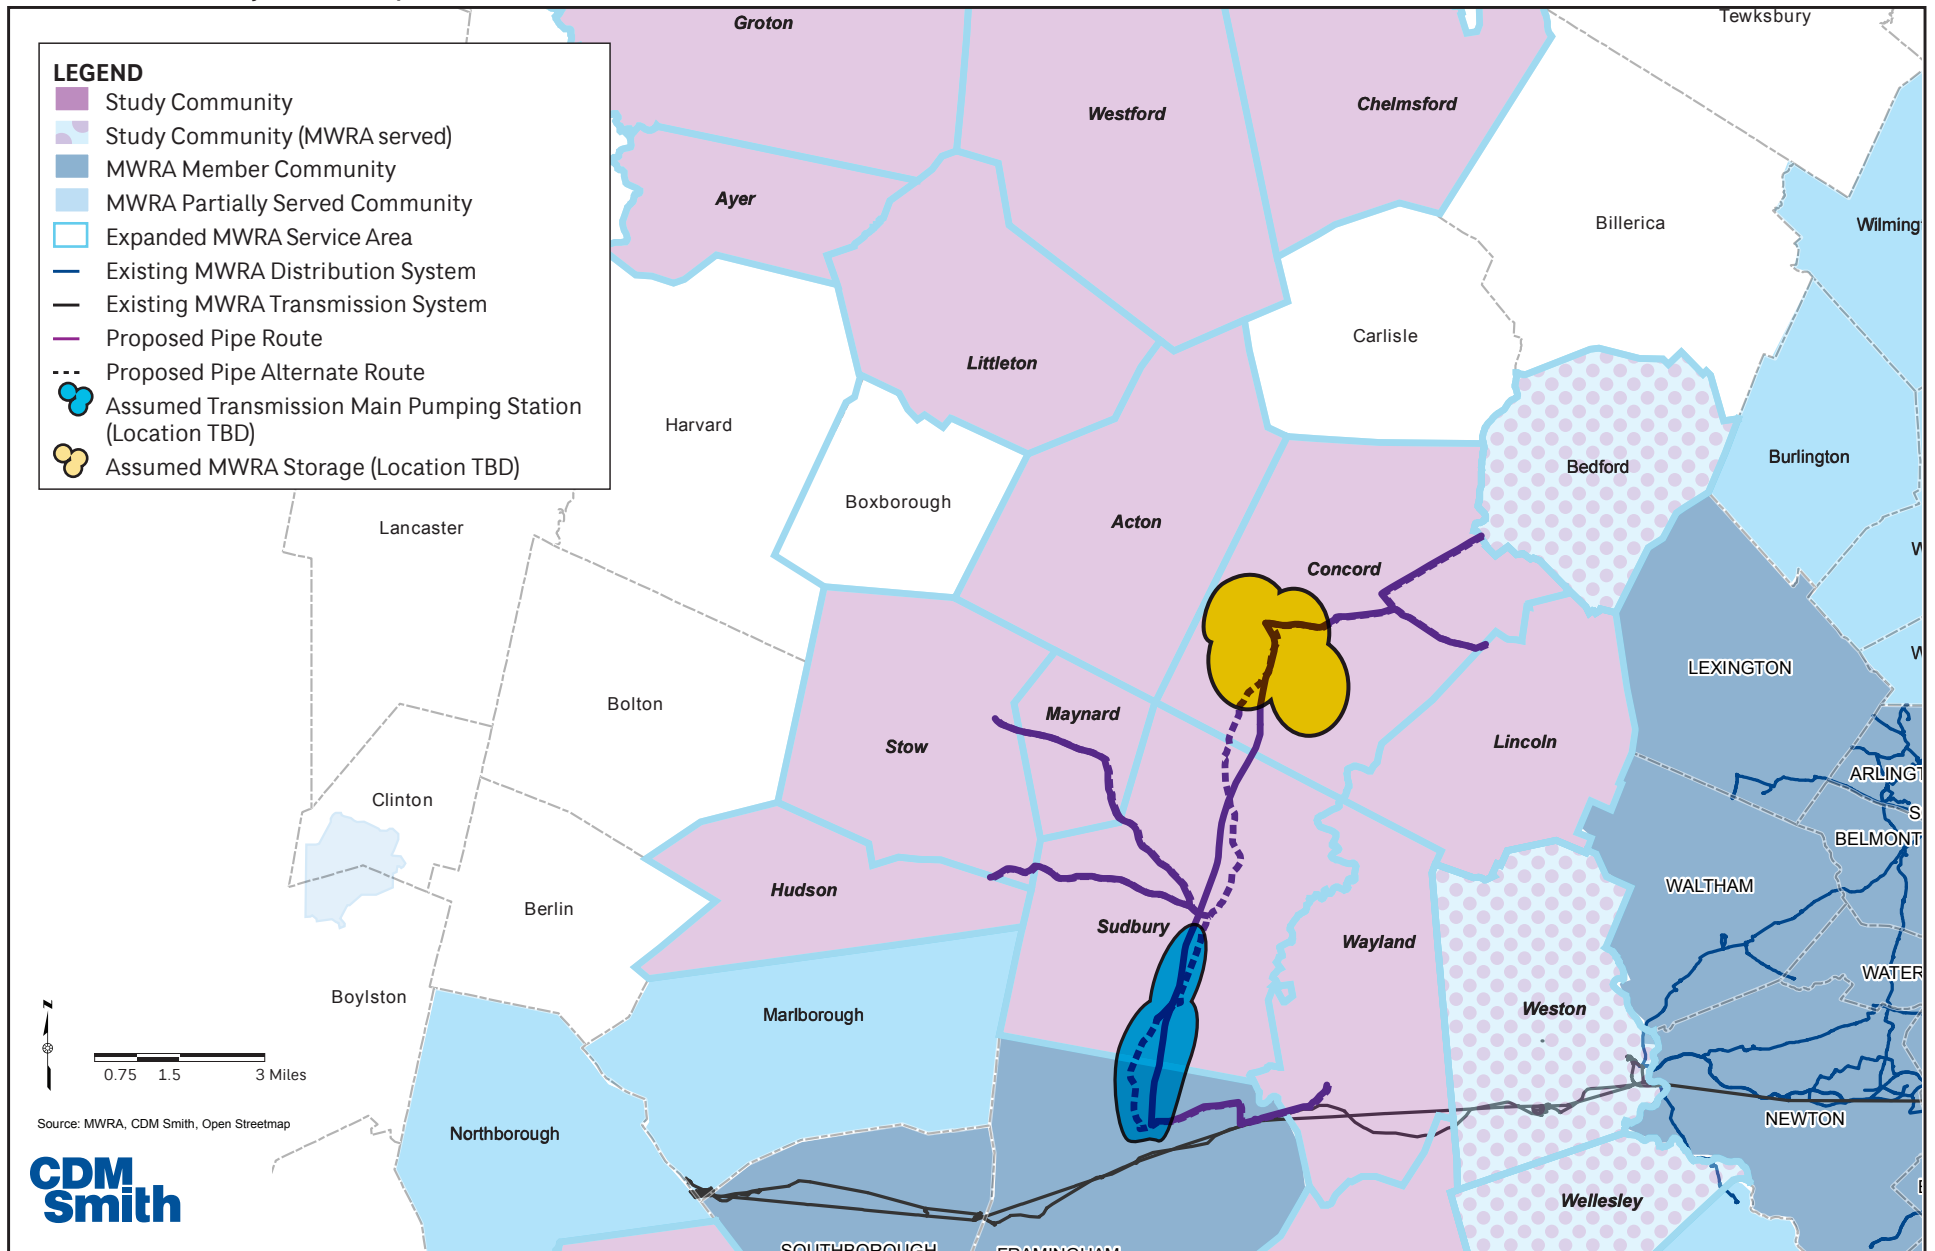 Tewksbury
Groton
Westford
Chelmsford
LEGEND
Study Community
Study Community (MWRA served)
MWRA Member Community
MWRA Partially Served Community
Expanded MWRA Service Area
Existing MWRA Distribution System
Existing MWRA Transmission System
Proposed Pipe Route
Proposed Pipe Alternate Route
Assumed Transmission Main Pumping Station
(Location TBD)
Assumed MWRA Storage (Location TBD)
Ayer
Billerica
Wilming
Carlisle
Littleton
Harvard
Burlington
Bedford
Boxborough
Acton
Lancaster
W
Concord
W
LEXINGTON
Bolton
Maynard
Stow
Lincoln
ARLINGT
Clinton
S
BELMONT
WALTHAM
Hudson
Berlin
Sudbury
Wayland
WATER
Boylston
Marlborough
Weston
N
0.75 1.5 3 Miles
Source: MWRA, CDM Smith, Open Streetmap
NEWTON
Northborough
CDM
Smith
Wellesley
SOUTHBOROUGH
FRAMINGHAM